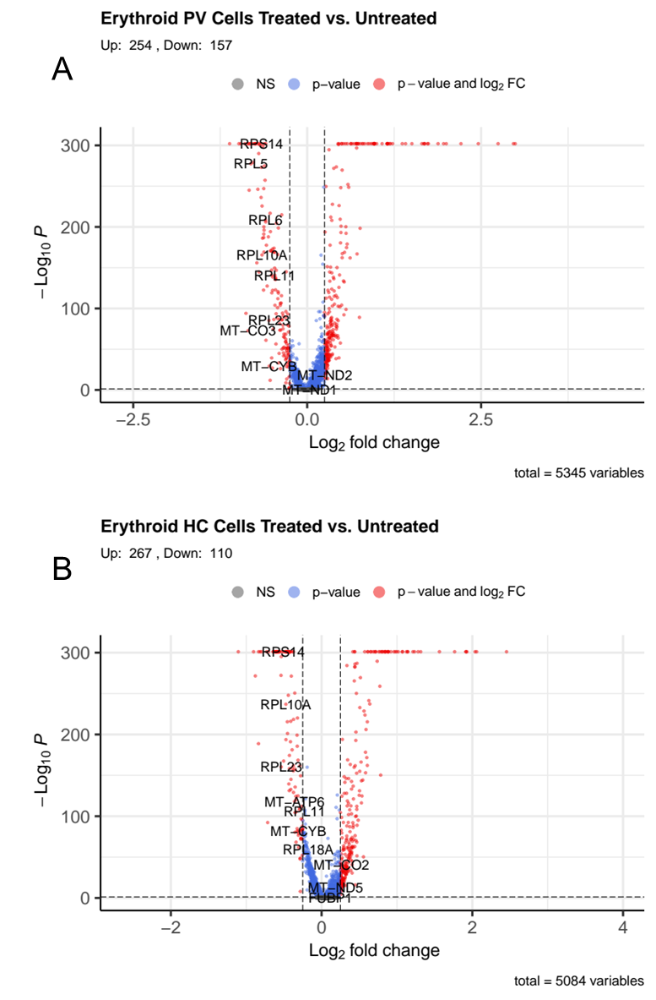 Erythroid PV Cells Treated vs. Untreated
Up: 254 , Down: 157
A
NS p−value p − value and log₂ FC
300
200
100
0
− Log₁₀ P
RPS14
RPL5
RPL6
RPL10A
RPL11
RPL23
MT−CO3
MT−CYB
MT−ND2
MT−ND1
−2.5 0.0 2.5
Log₂ fold change
total = 5345 variables
Erythroid HC Cells Treated vs. Untreated
Up: 267 , Down: 110
B
NS p−value p − value and log₂ FC
300
200
100
0
− Log₁₀ P
RPS14
RPL10A
RPL23
MT−ATP6
RPL11
MT−CYB
RPL18A
MT−CO2
MT−ND5
FUBP1
−2 0 2 4
Log₂ fold change
total = 5084 variables